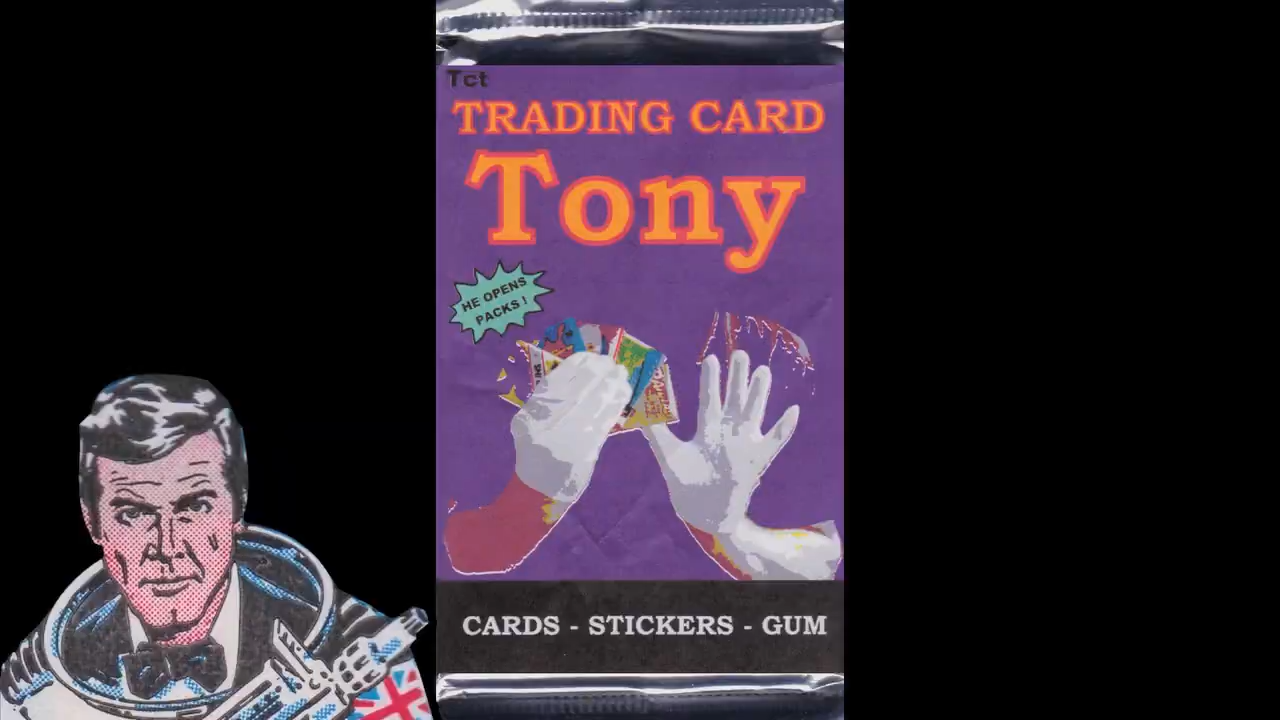 Tct
TRADING CARD
Tony
HE OPENS
PACKS !
CARDS - STICKERS - GUM